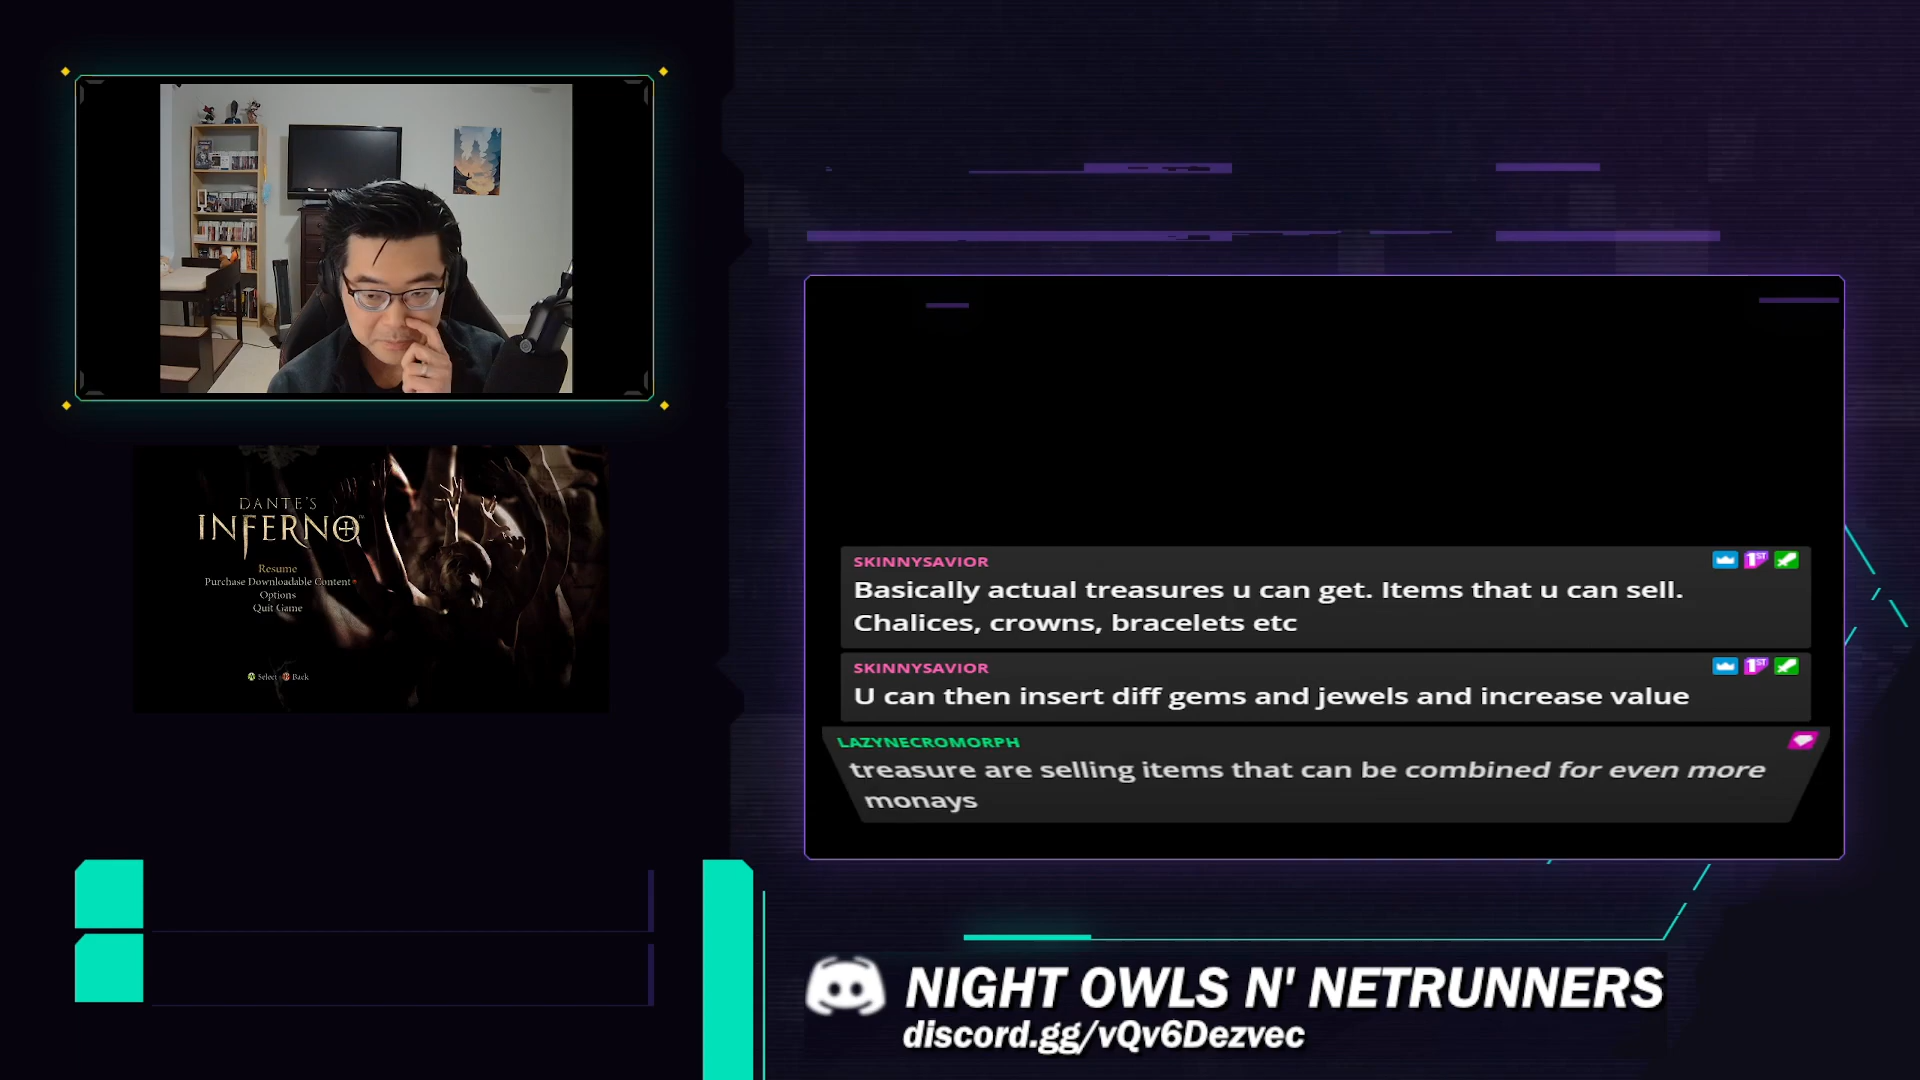 DANTE'S
INFERNO
Resume
Purchase Downloadable Content
Options
Quit Game
Select Back
SKINNYSAVIOR
1ST
Basically actual treasures u can get. Items that u can sell.
Chalices, crowns, bracelets etc
SKINNYSAVIOR
1ST
U can then insert diff gems and jewels and increase value
LAZYNECROMORPH
treasure are selling items that can be combined for even more
monays
NIGHT OWLS N' NETRUNNERS
discord.gg/vQv6Dezvec